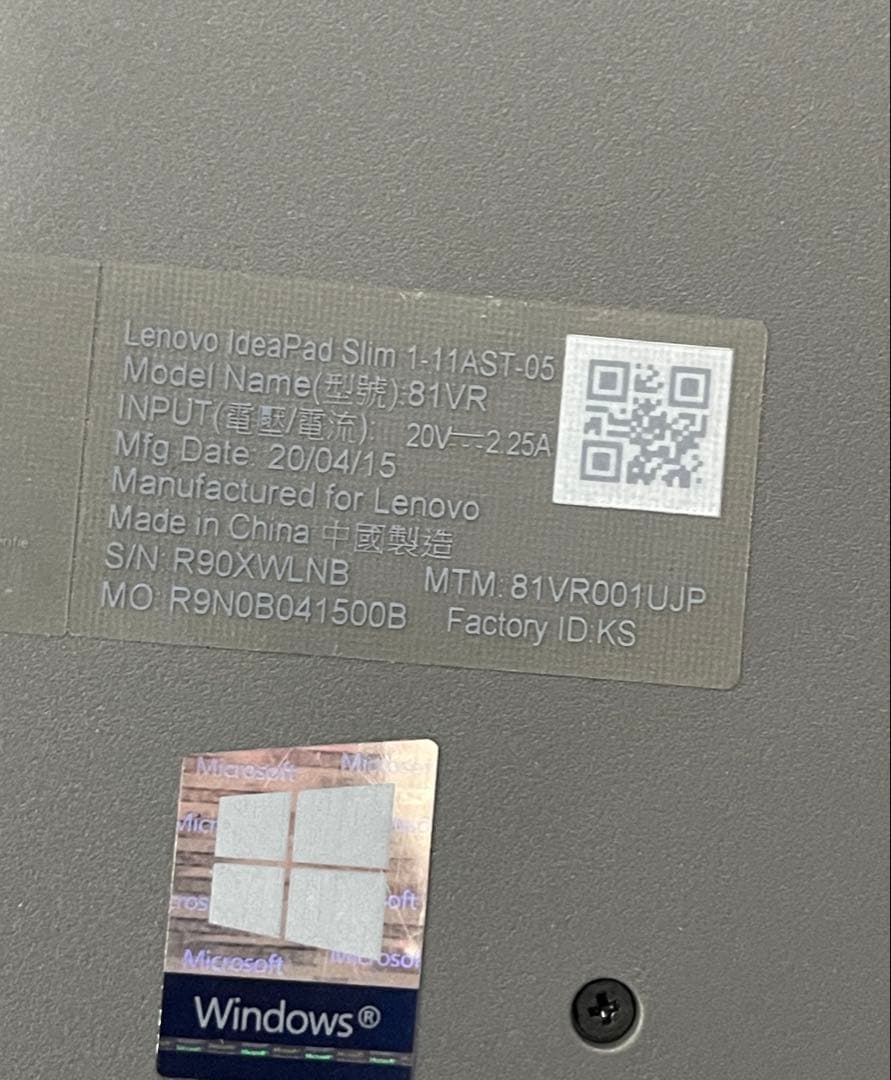 Lenovo IdeaPad Slim 1-11AST-05
Model Name(型號):81VR
INPUT(電壓/電流): 20V⎓2.25A
Mfg Date: 20/04/15
Manufactured for Lenovo
Made in China 中國製造
S/N: R90XWLNB MTM: 81VR001UJP
MO: R9N0B041500B Factory ID:KS
Microsoft Microsoft
Microsoft
Windows®